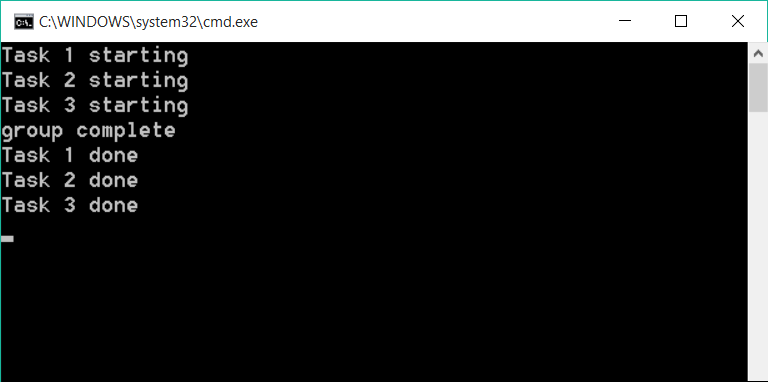 C:\WINDOWS\system32\cmd.exe
Task 1 starting
Task 2 starting
Task 3 starting
group complete
Task 1 done
Task 2 done
Task 3 done